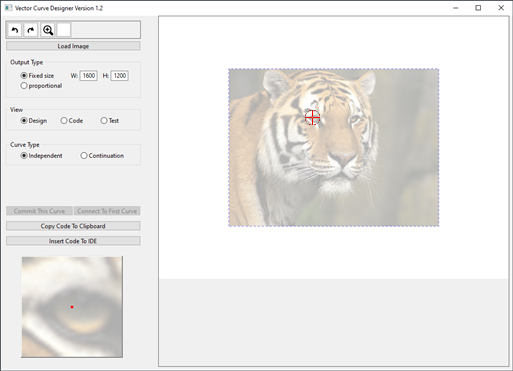 Vector Curve Designer Version 1.2
Load Image
Output Type
Fixed size W: 1600 H: 1200
proportional
View
Design Code Test
Curve Type
Independent Continuation
Commit This Curve Connect To First Curve
Copy Code To Clipboard
Insert Code To IDE